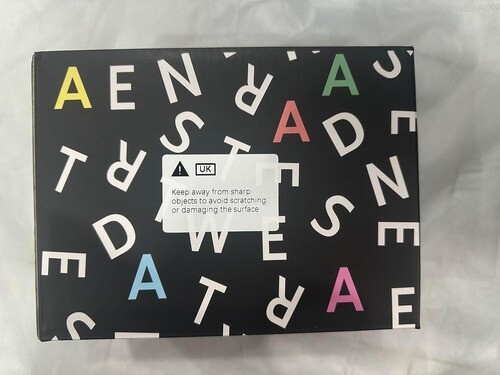 A E N R A S
A D E
S
T R T E N
UK
Keep away from sharp
objects to avoid scratching
or damaging the surface
D W E S E
E A T R A E
S E